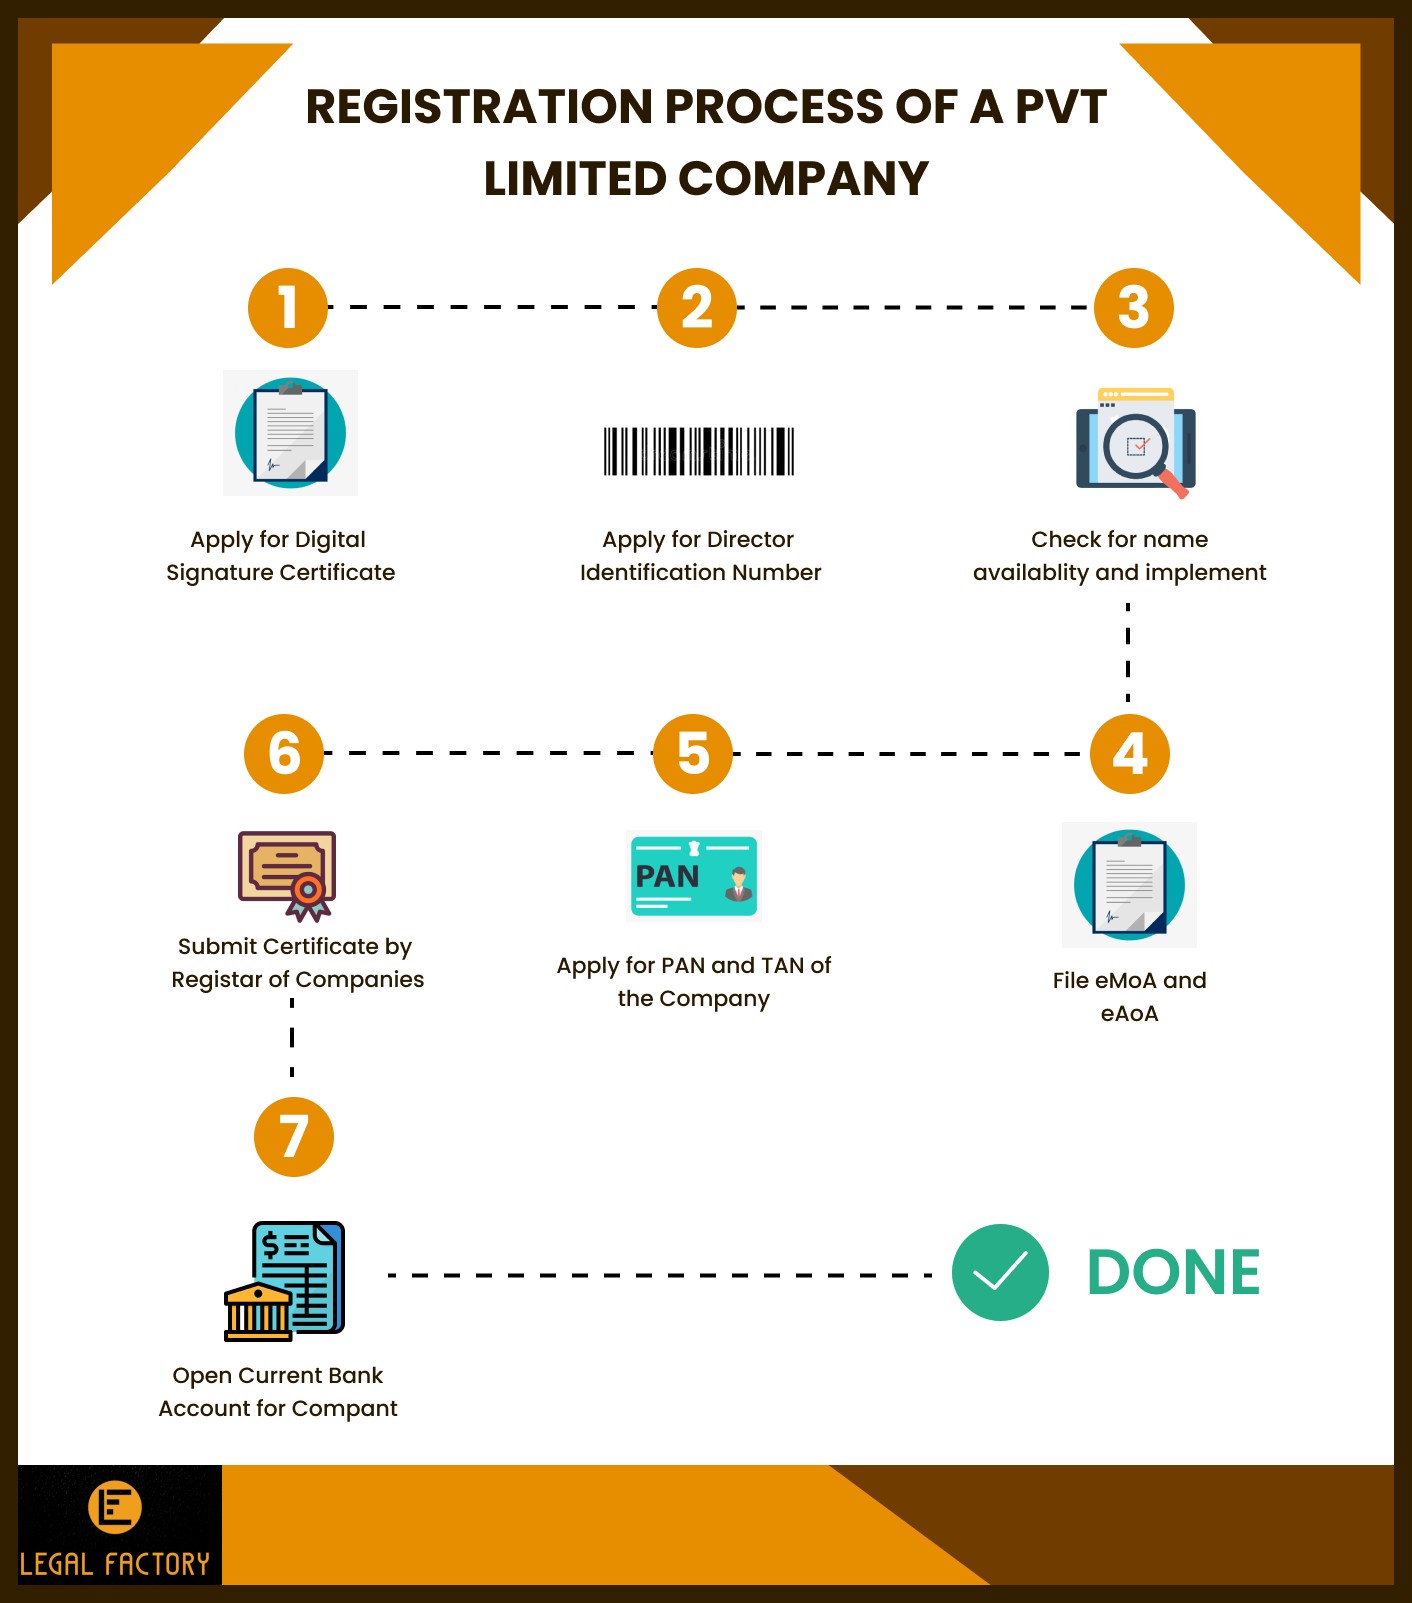 REGISTRATION PROCESS OF A PVT
LIMITED COMPANY
1
2
3
Apply for Digital
Signature Certificate
Apply for Director
Identification Number
Check for name
availablity and implement
6
5
4
PAN
Submit Certificate by
Registar of Companies
Apply for PAN and TAN of
the Company
File eMoA and
eAoA
7
$
DONE
Open Current Bank
Account for Compant
LEGAL FACTORY